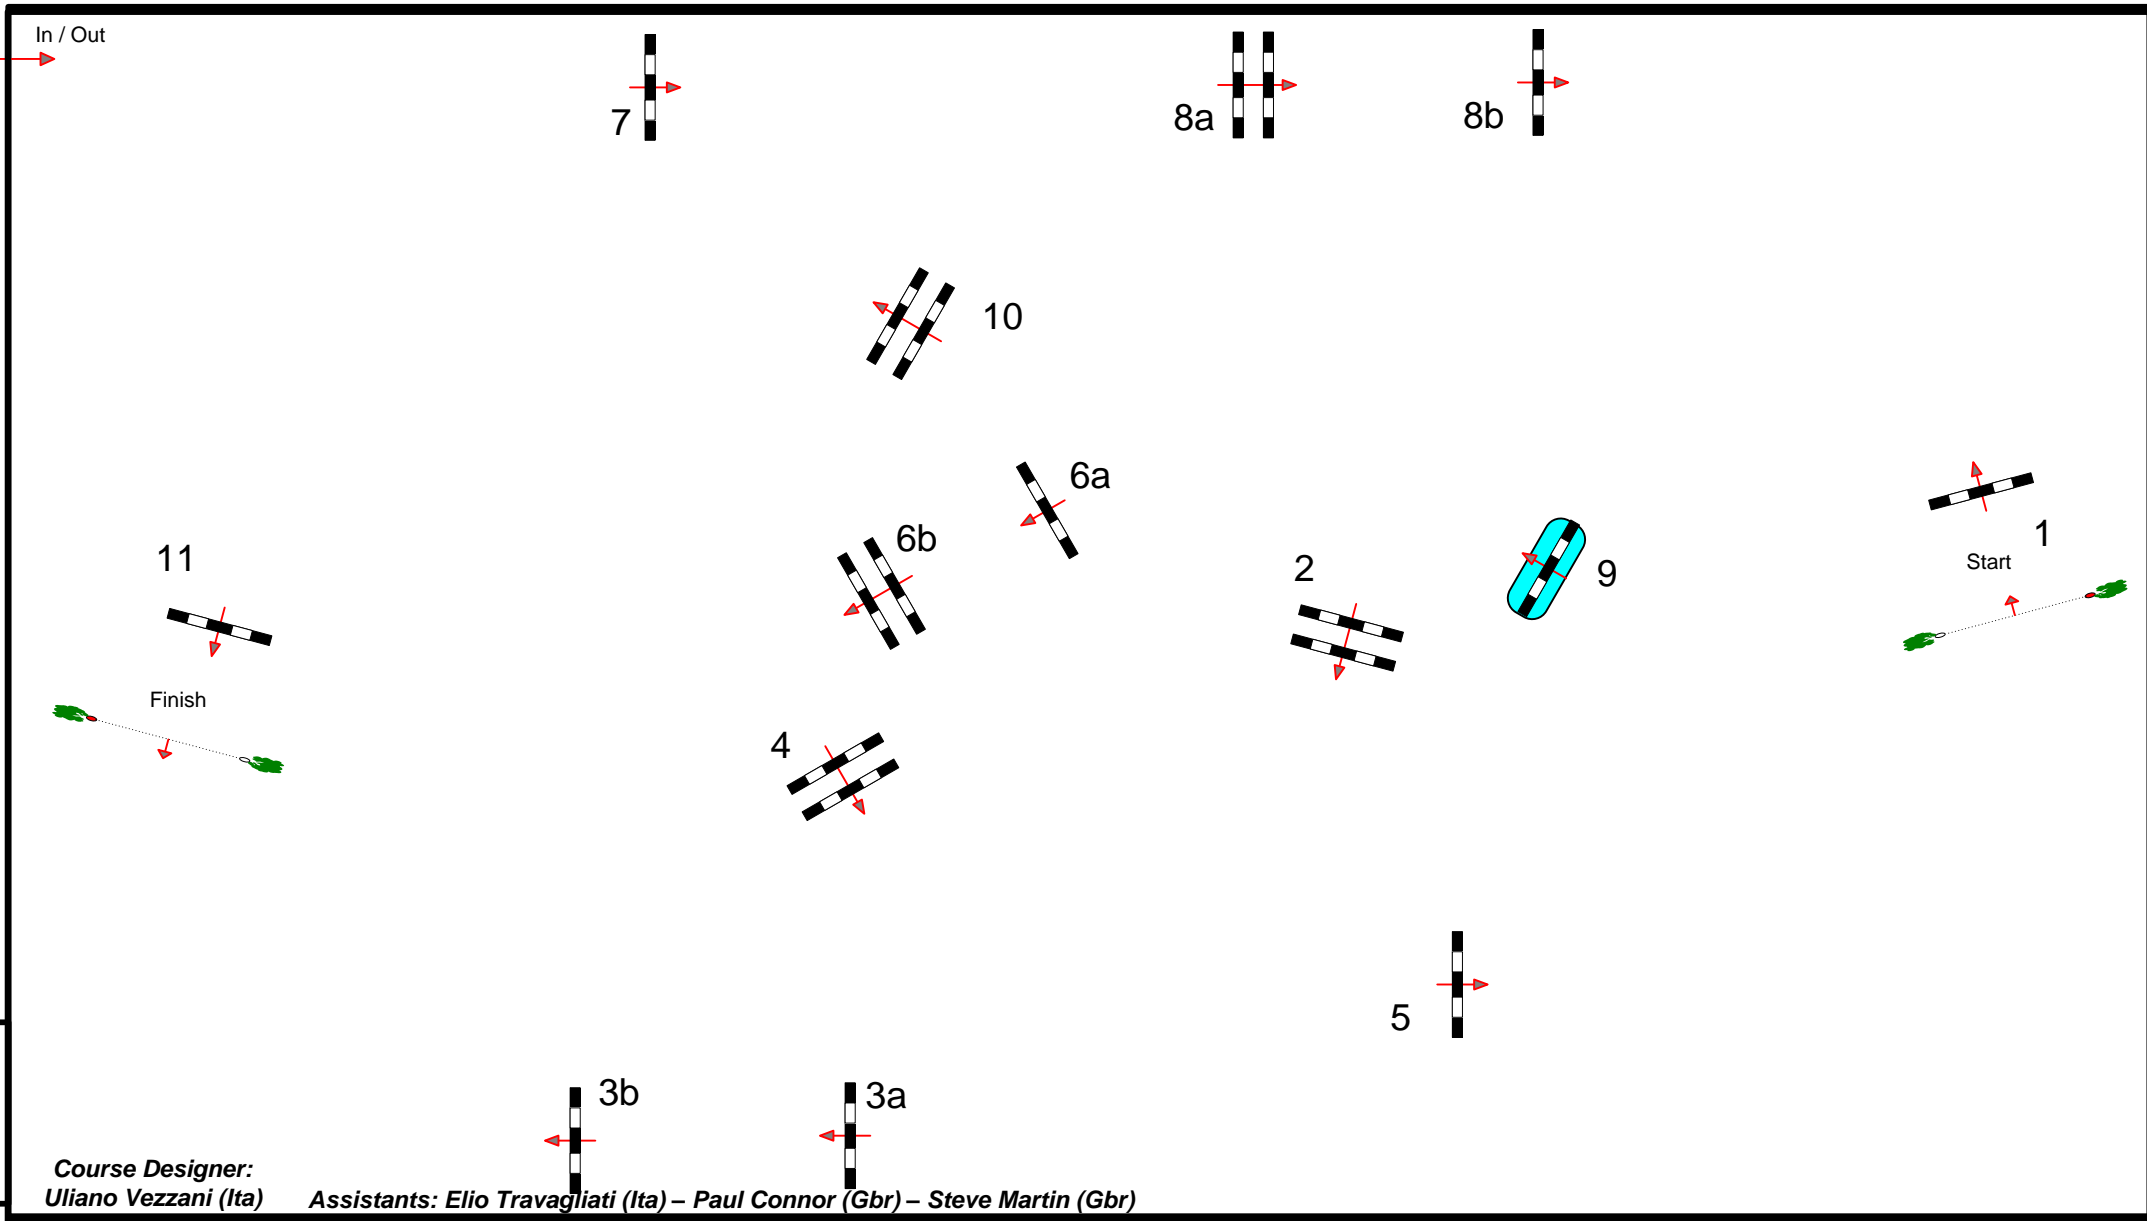 In / Out
7
8a
8b
10
6a
6b
11
2
9
1
Start
Finish
4
5
3b
3a
Course Designer:
Uliano Vezzani (Ita)
Assistants: Elio Travagliati (Ita) – Paul Connor (Gbr) – Steve Martin (Gbr)